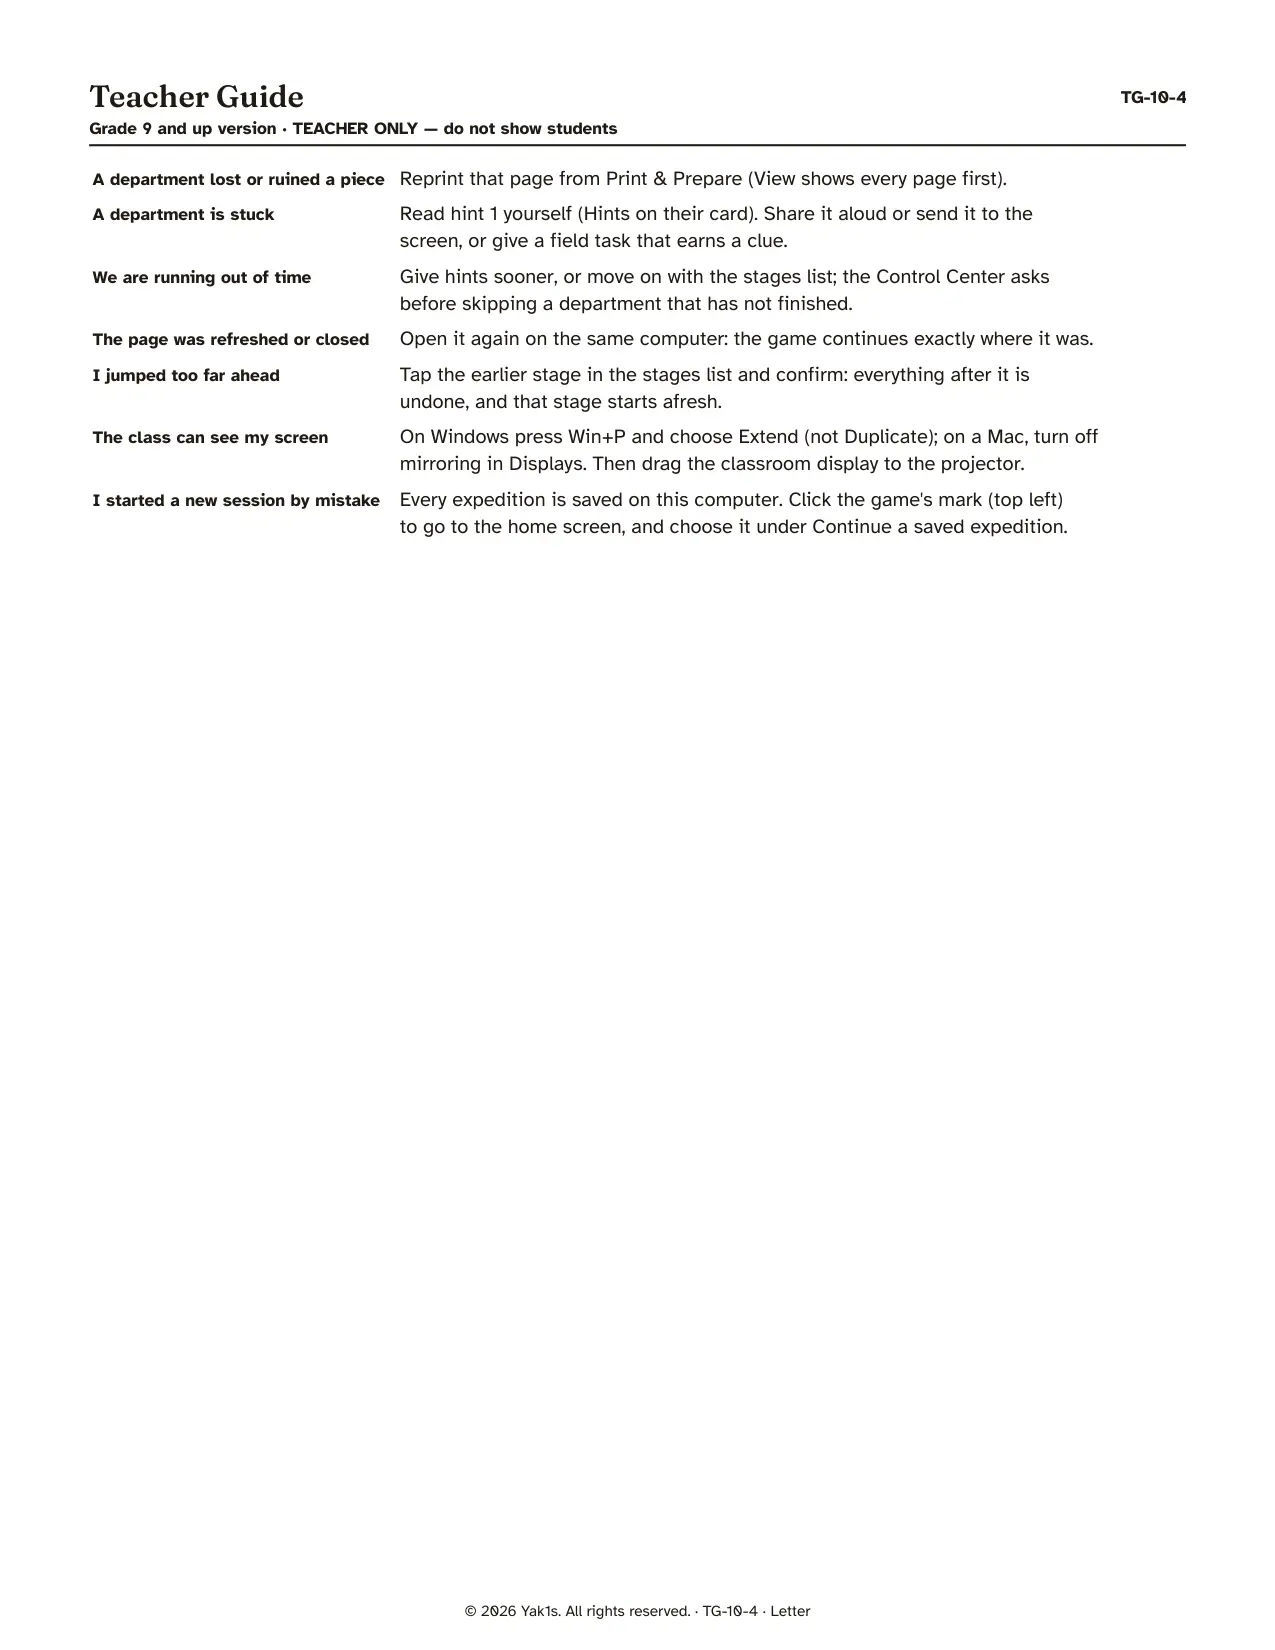 Teacher Guide
TG-10-4
Grade 9 and up version · TEACHER ONLY — do not show students
A department lost or ruined a piece Reprint that page from Print & Prepare (View shows every page first).
A department is stuck Read hint 1 yourself (Hints on their card). Share it aloud or send it to the
screen, or give a field task that earns a clue.
We are running out of time Give hints sooner, or move on with the stages list; the Control Center asks
before skipping a department that has not finished.
The page was refreshed or closed Open it again on the same computer: the game continues exactly where it was.
I jumped too far ahead Tap the earlier stage in the stages list and confirm: everything after it is
undone, and that stage starts afresh.
The class can see my screen On Windows press Win+P and choose Extend (not Duplicate); on a Mac, turn off
mirroring in Displays. Then drag the classroom display to the projector.
I started a new session by mistake Every expedition is saved on this computer. Click the game's mark (top left)
to go to the home screen, and choose it under Continue a saved expedition.
© 2026 Yak1s. All rights reserved. · TG-10-4 · Letter